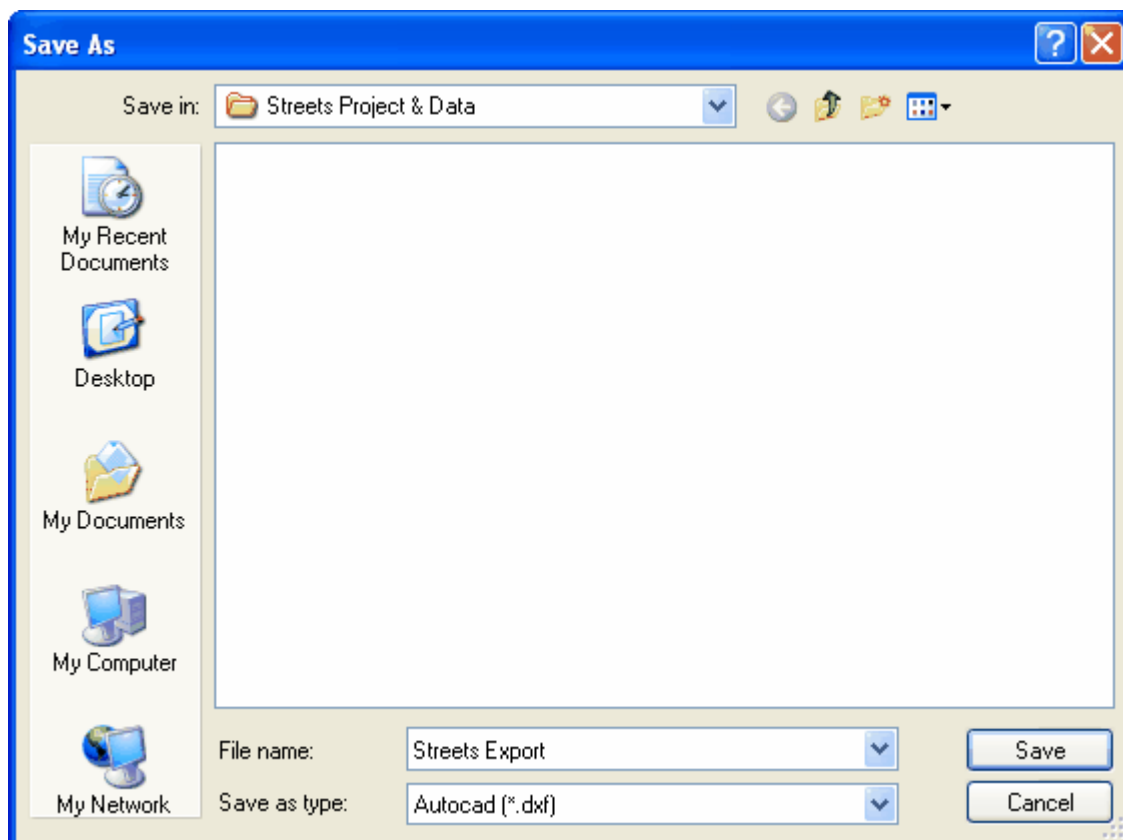 Save As
Save in: Streets Project & Data
My Recent
Documents
Desktop
My Documents
My Computer
My Network
File name: Streets Export
Save
Save as type: Autocad (*.dxf)
Cancel